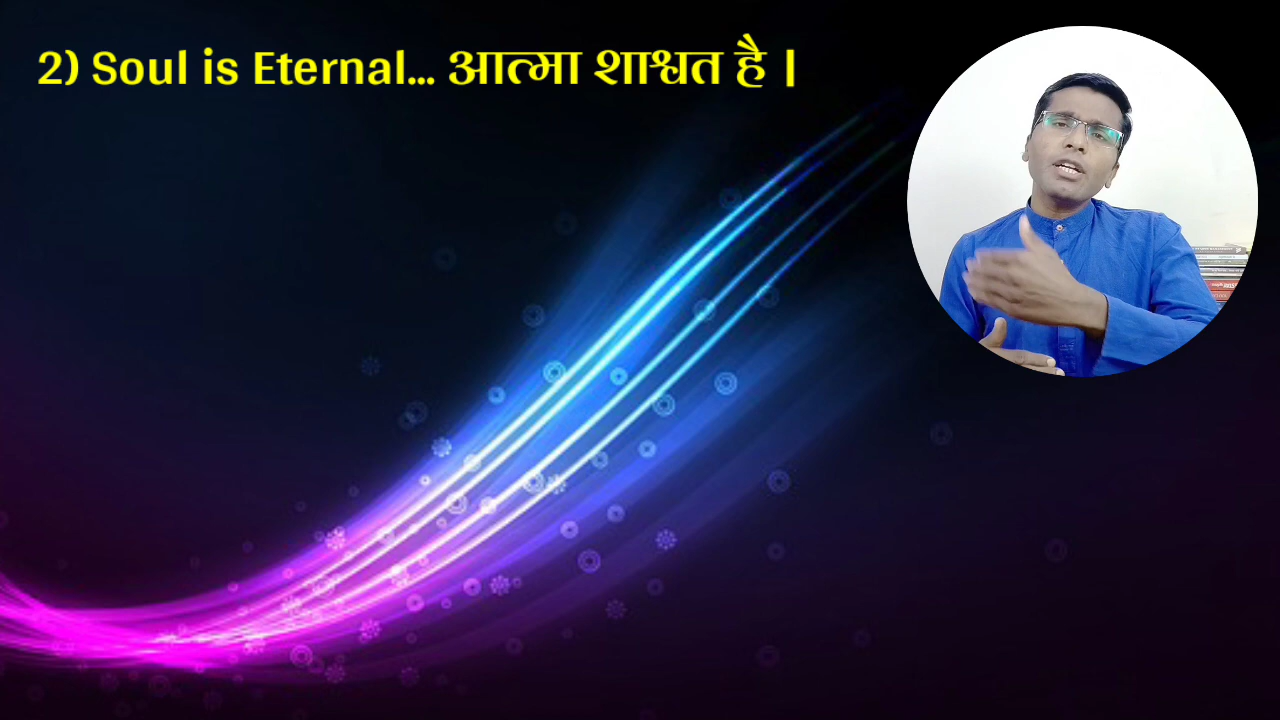 2) Soul is Eternal... आत्मा शाश्वत है |